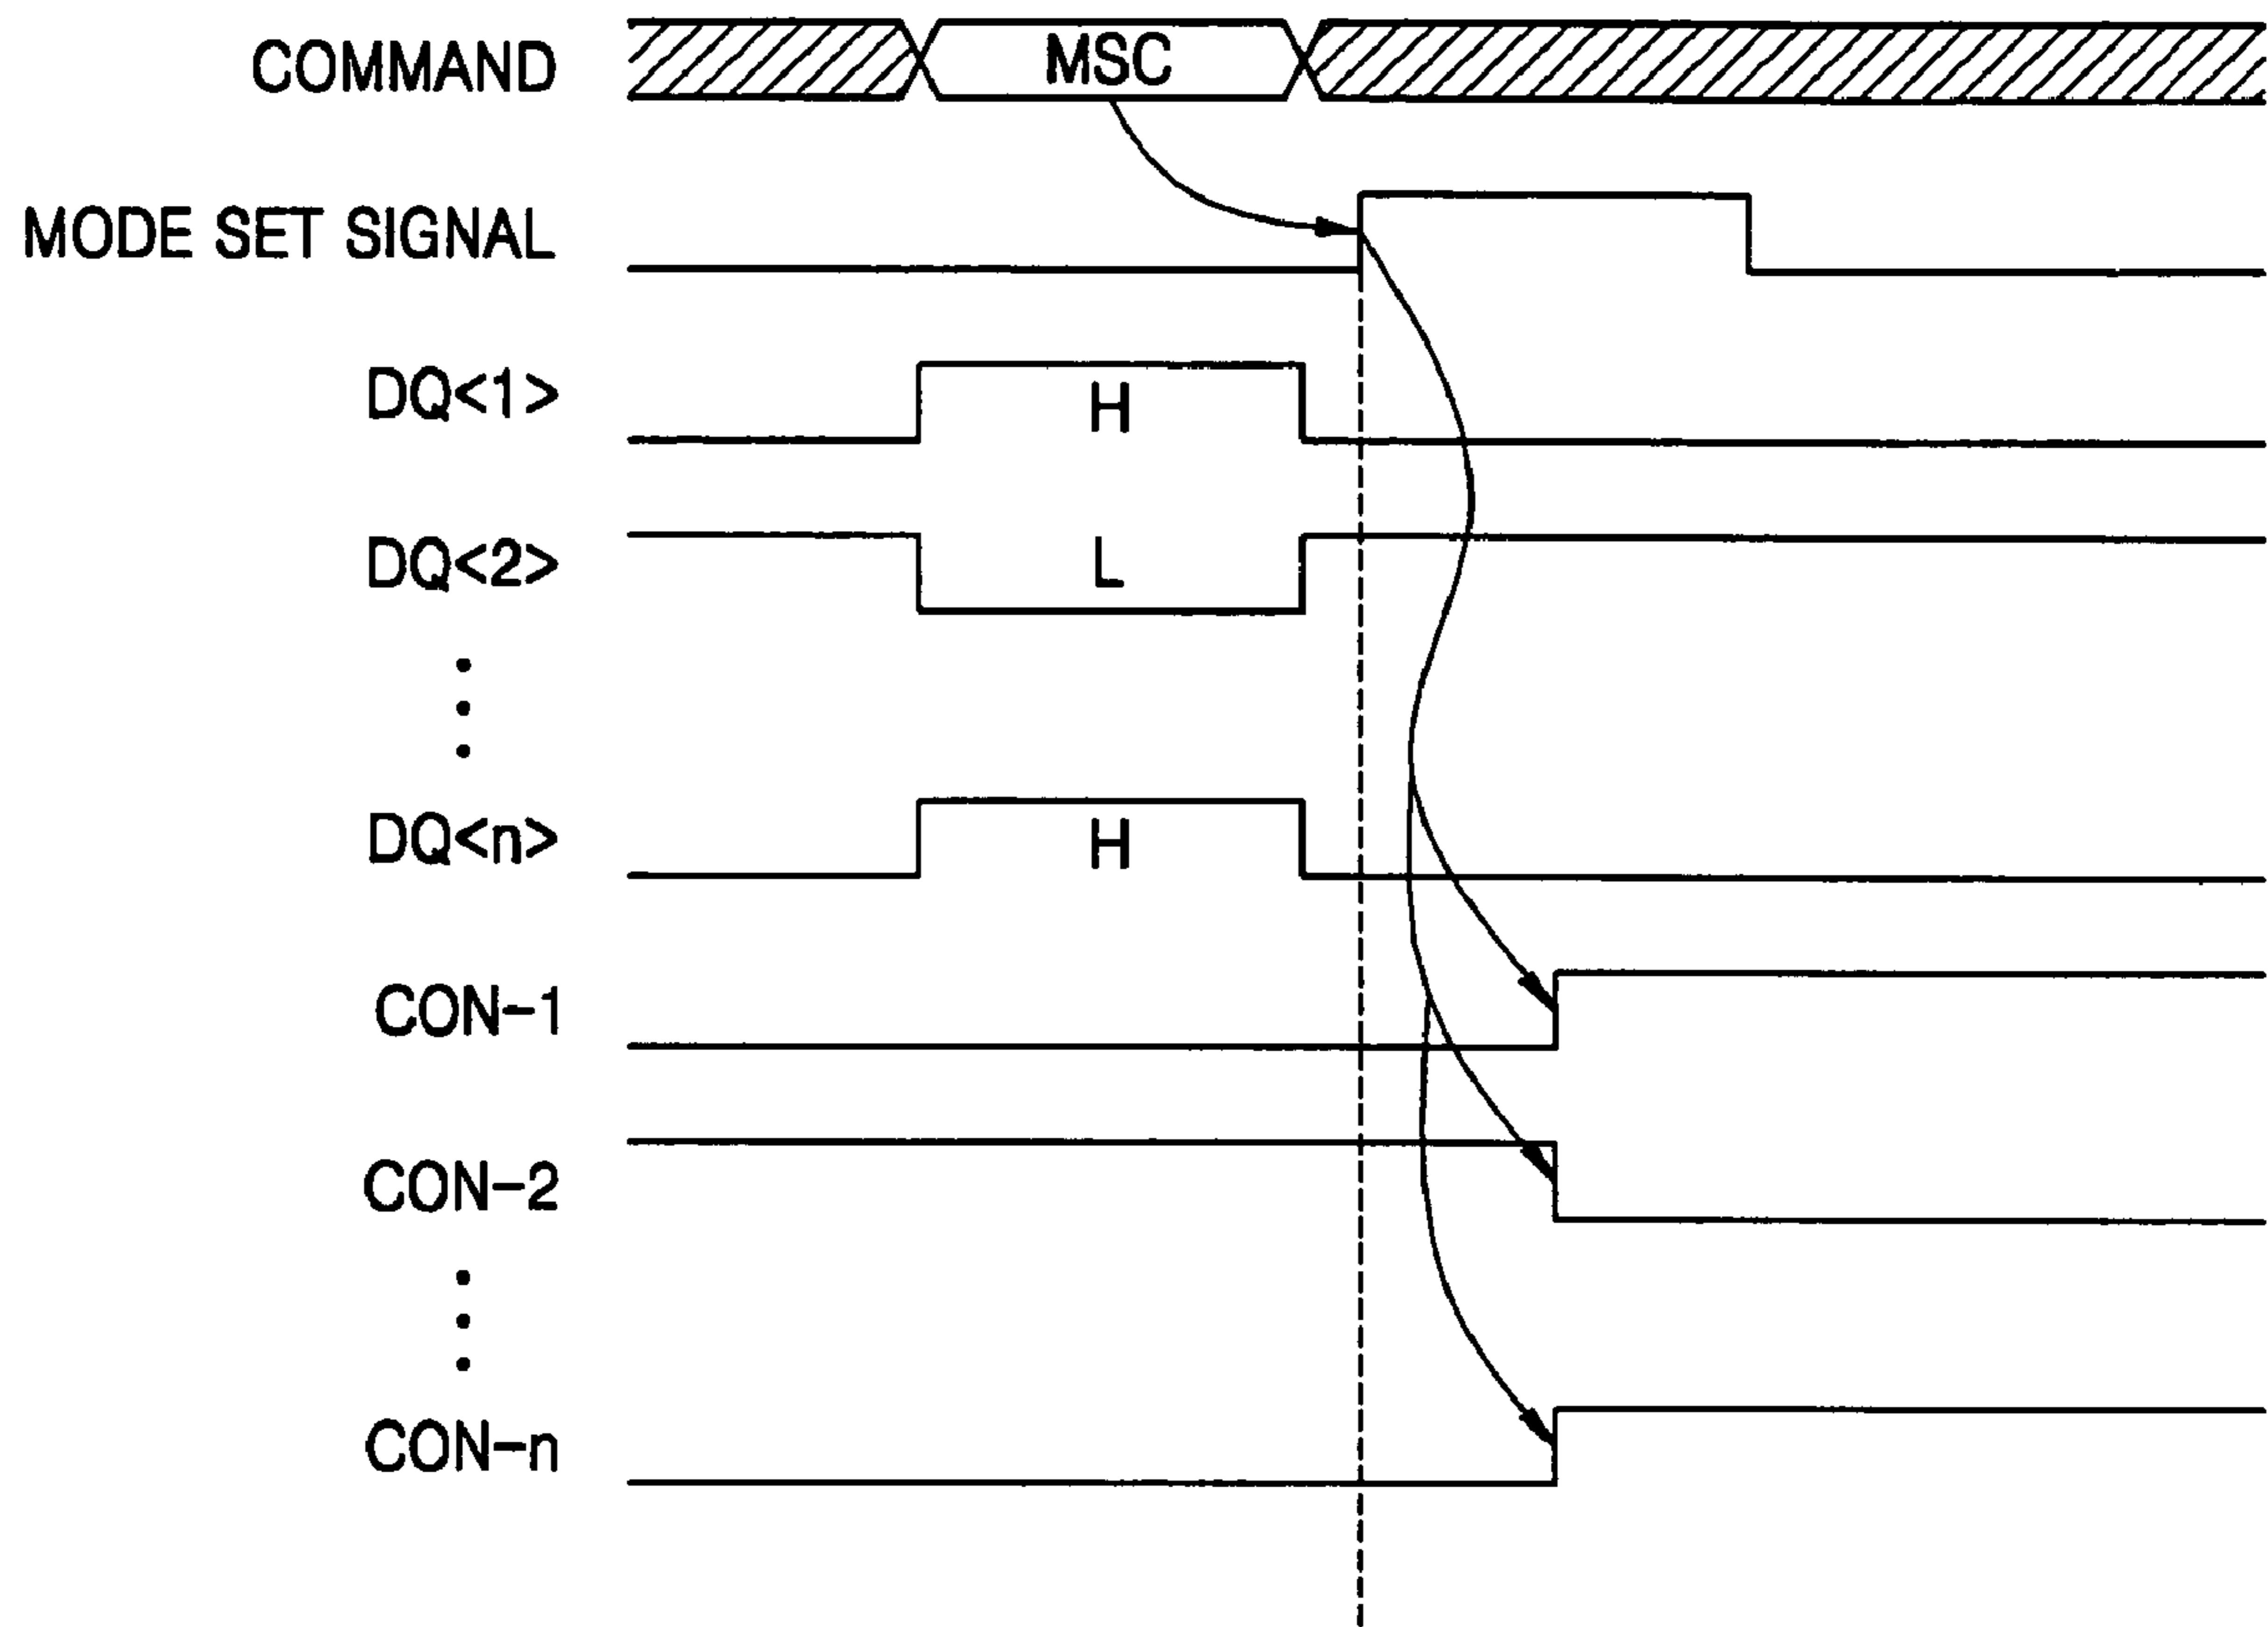 COMMAND MSC
MODE SET SIGNAL
DQ<1> H
DQ<2> L
DQ<n> H
CON-1
CON-2
CON-n